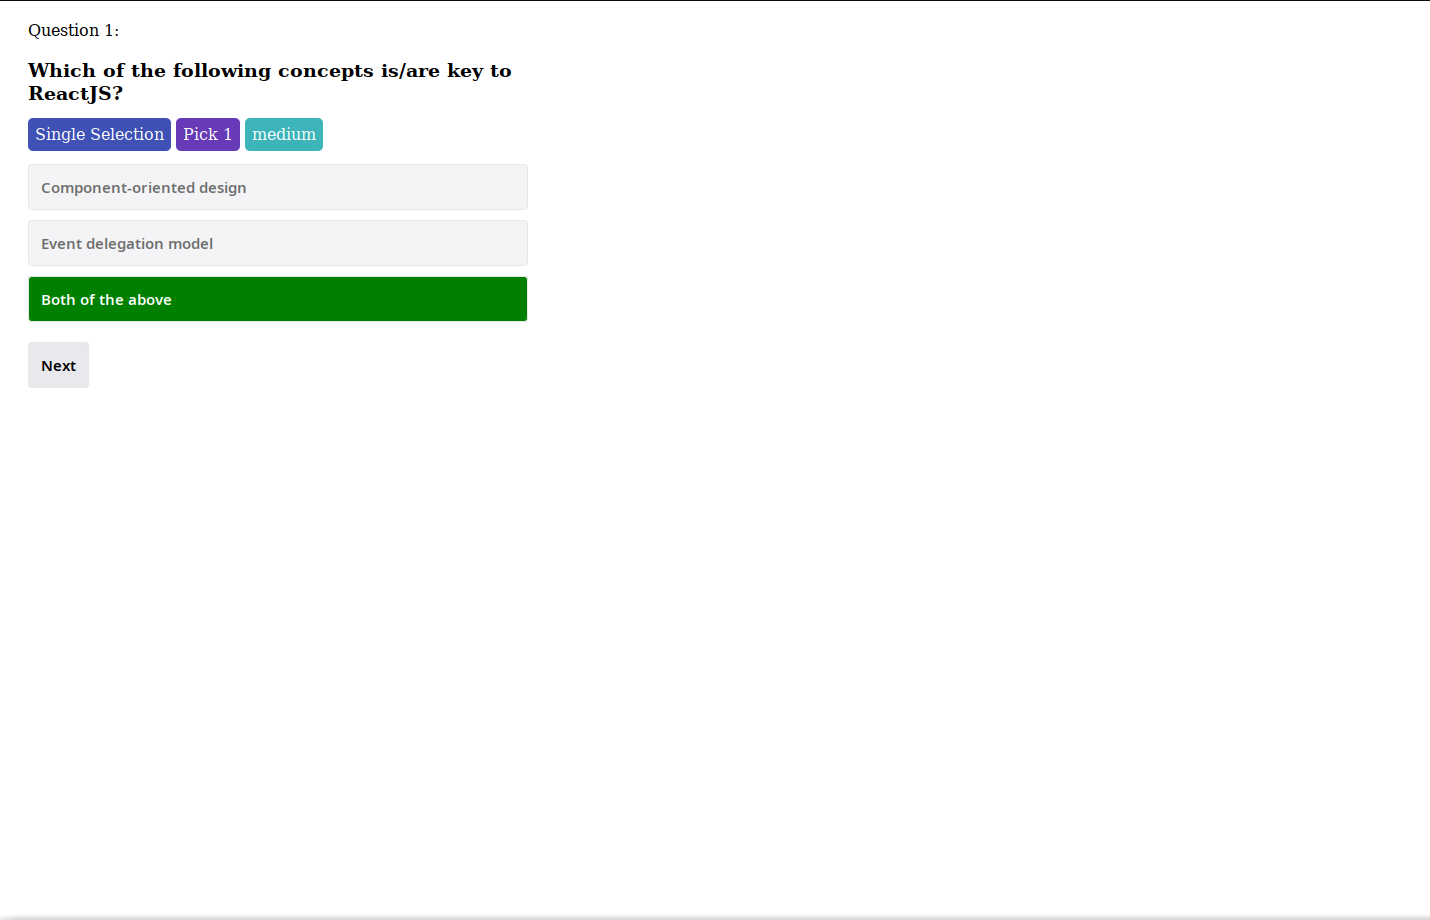 Question 1:
Which of the following concepts is/are key to
ReactJS?
Single Selection Pick 1 medium
Component-oriented design
Event delegation model
Both of the above
Next